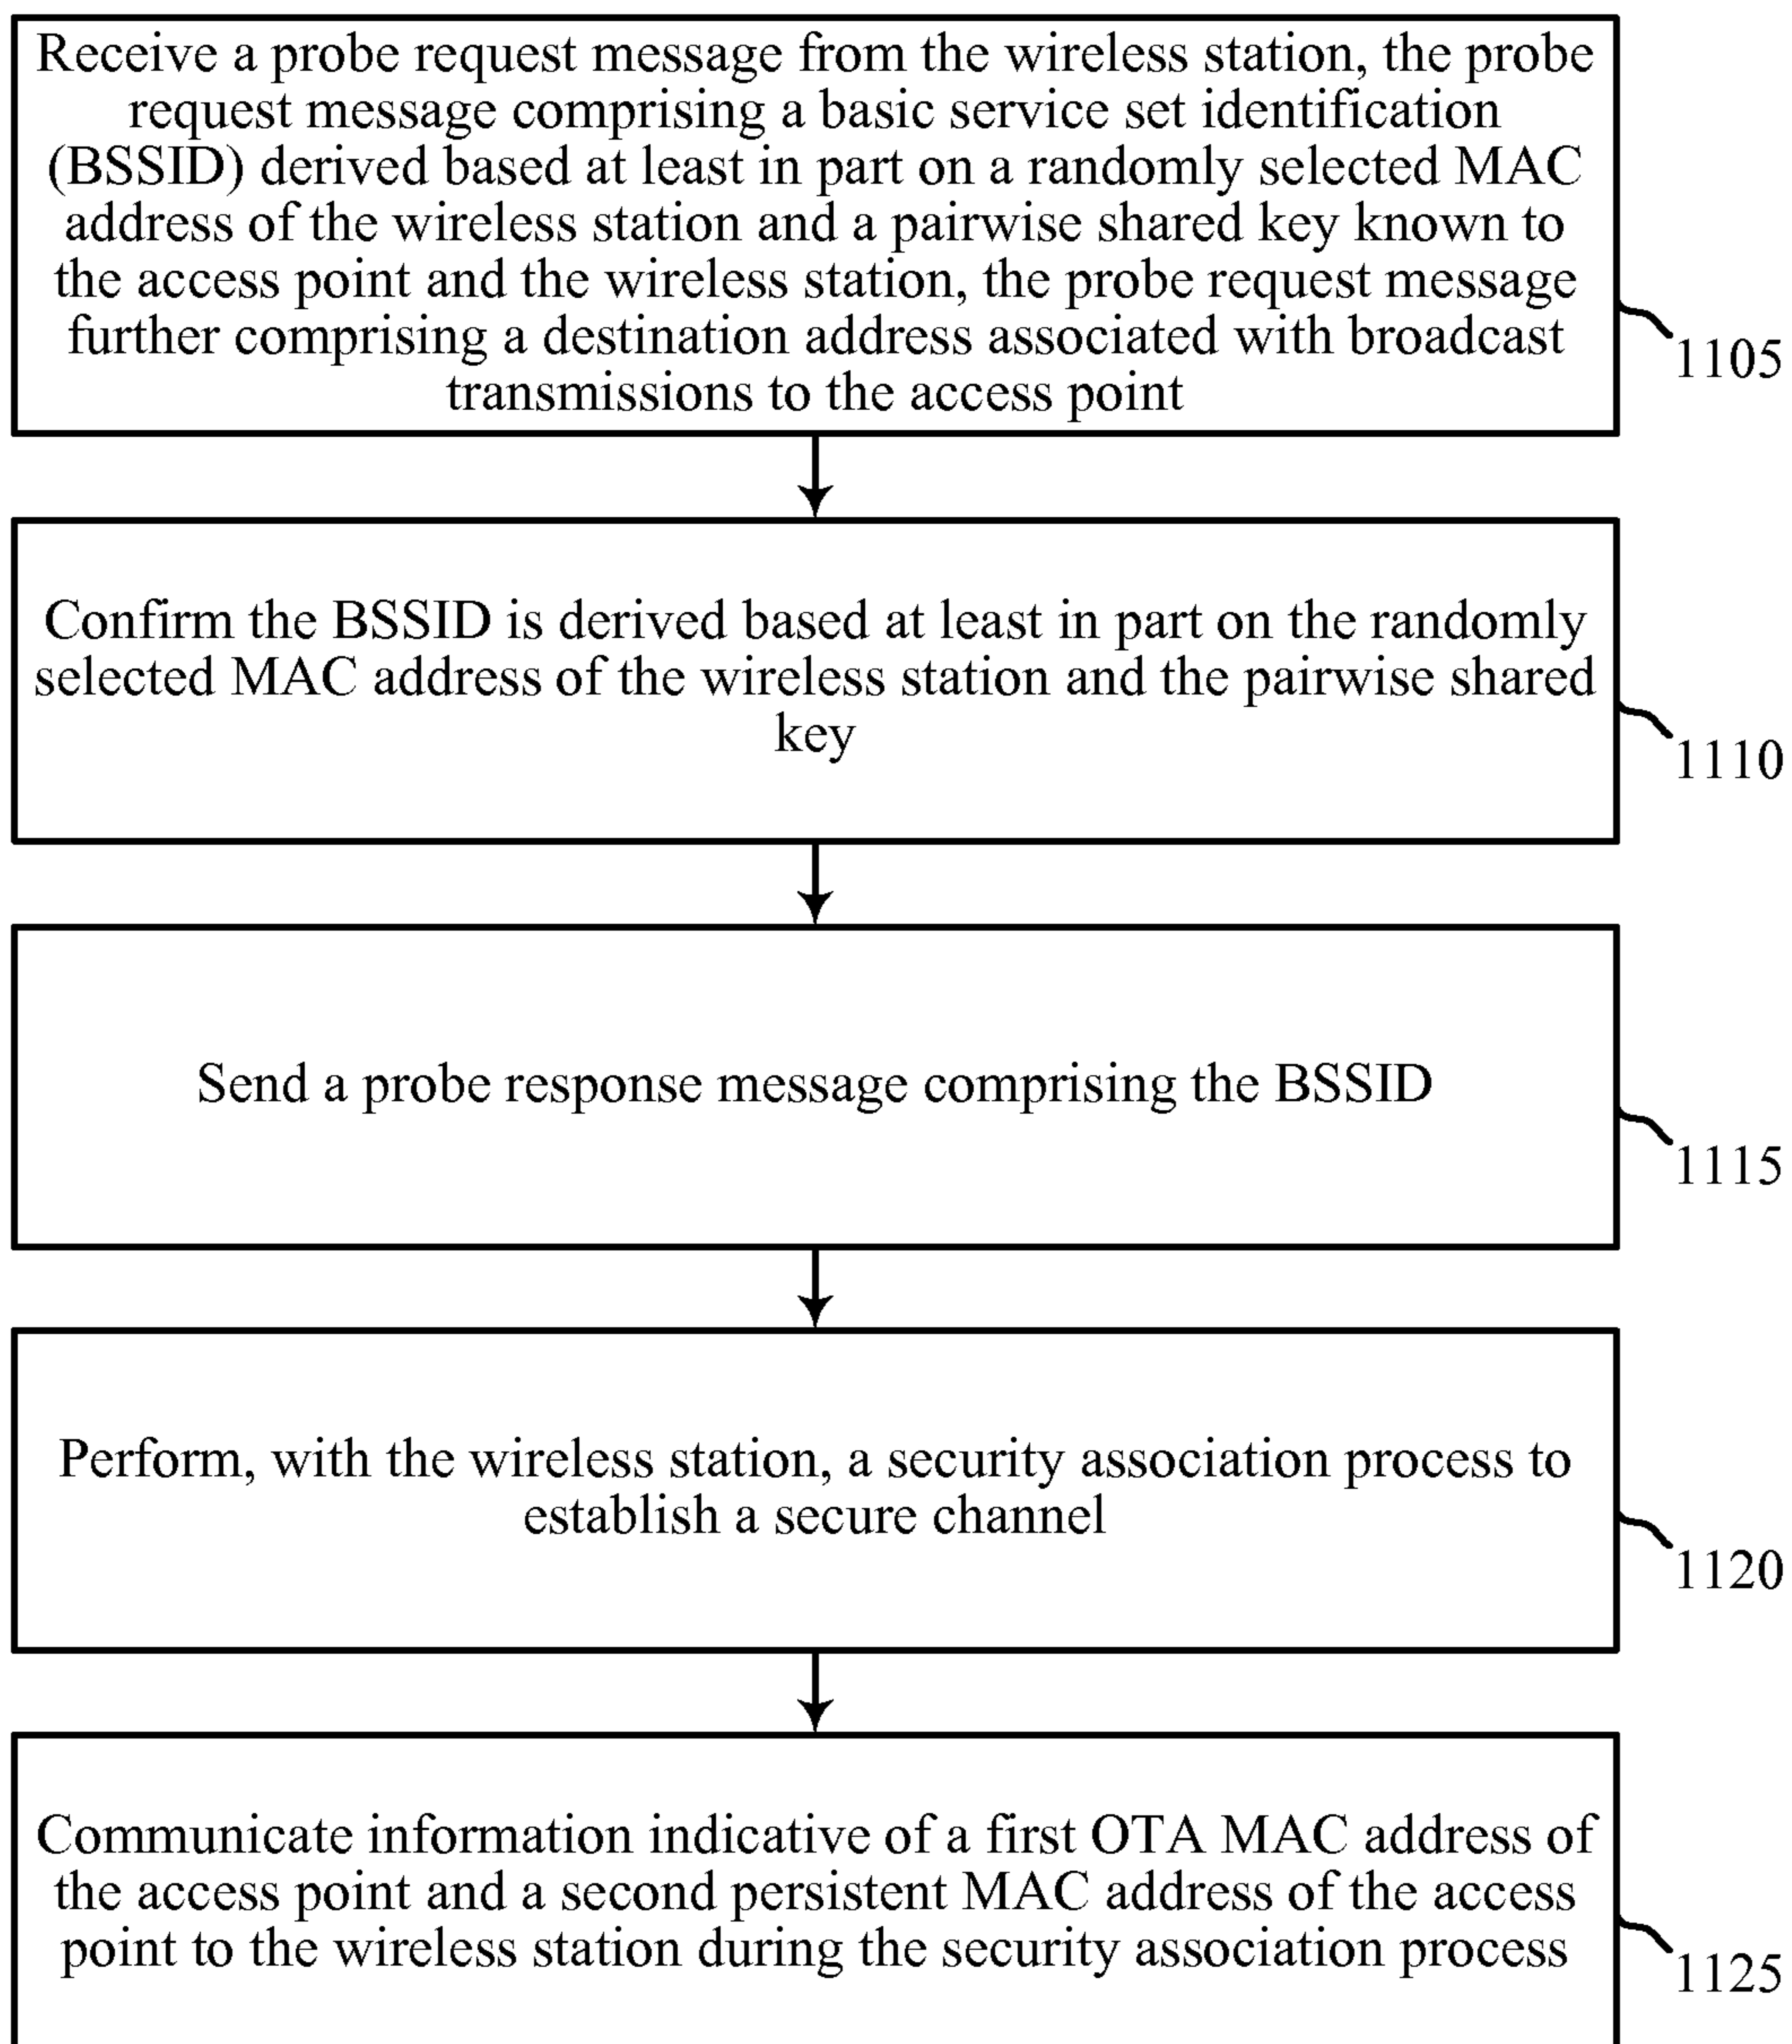 Receive a probe request message from the wireless station, the probe
request message comprising a basic service set identification
(BSSID) derived based at least in part on a randomly selected MAC
address of the wireless station and a pairwise shared key known to
the access point and the wireless station, the probe request message
further comprising a destination address associated with broadcast
transmissions to the access point
1105
Confirm the BSSID is derived based at least in part on the randomly
selected MAC address of the wireless station and the pairwise shared
key
1110
Send a probe response message comprising the BSSID
1115
Perform, with the wireless station, a security association process to
establish a secure channel
1120
Communicate information indicative of a first OTA MAC address of
the access point and a second persistent MAC address of the access
point to the wireless station during the security association process
1125